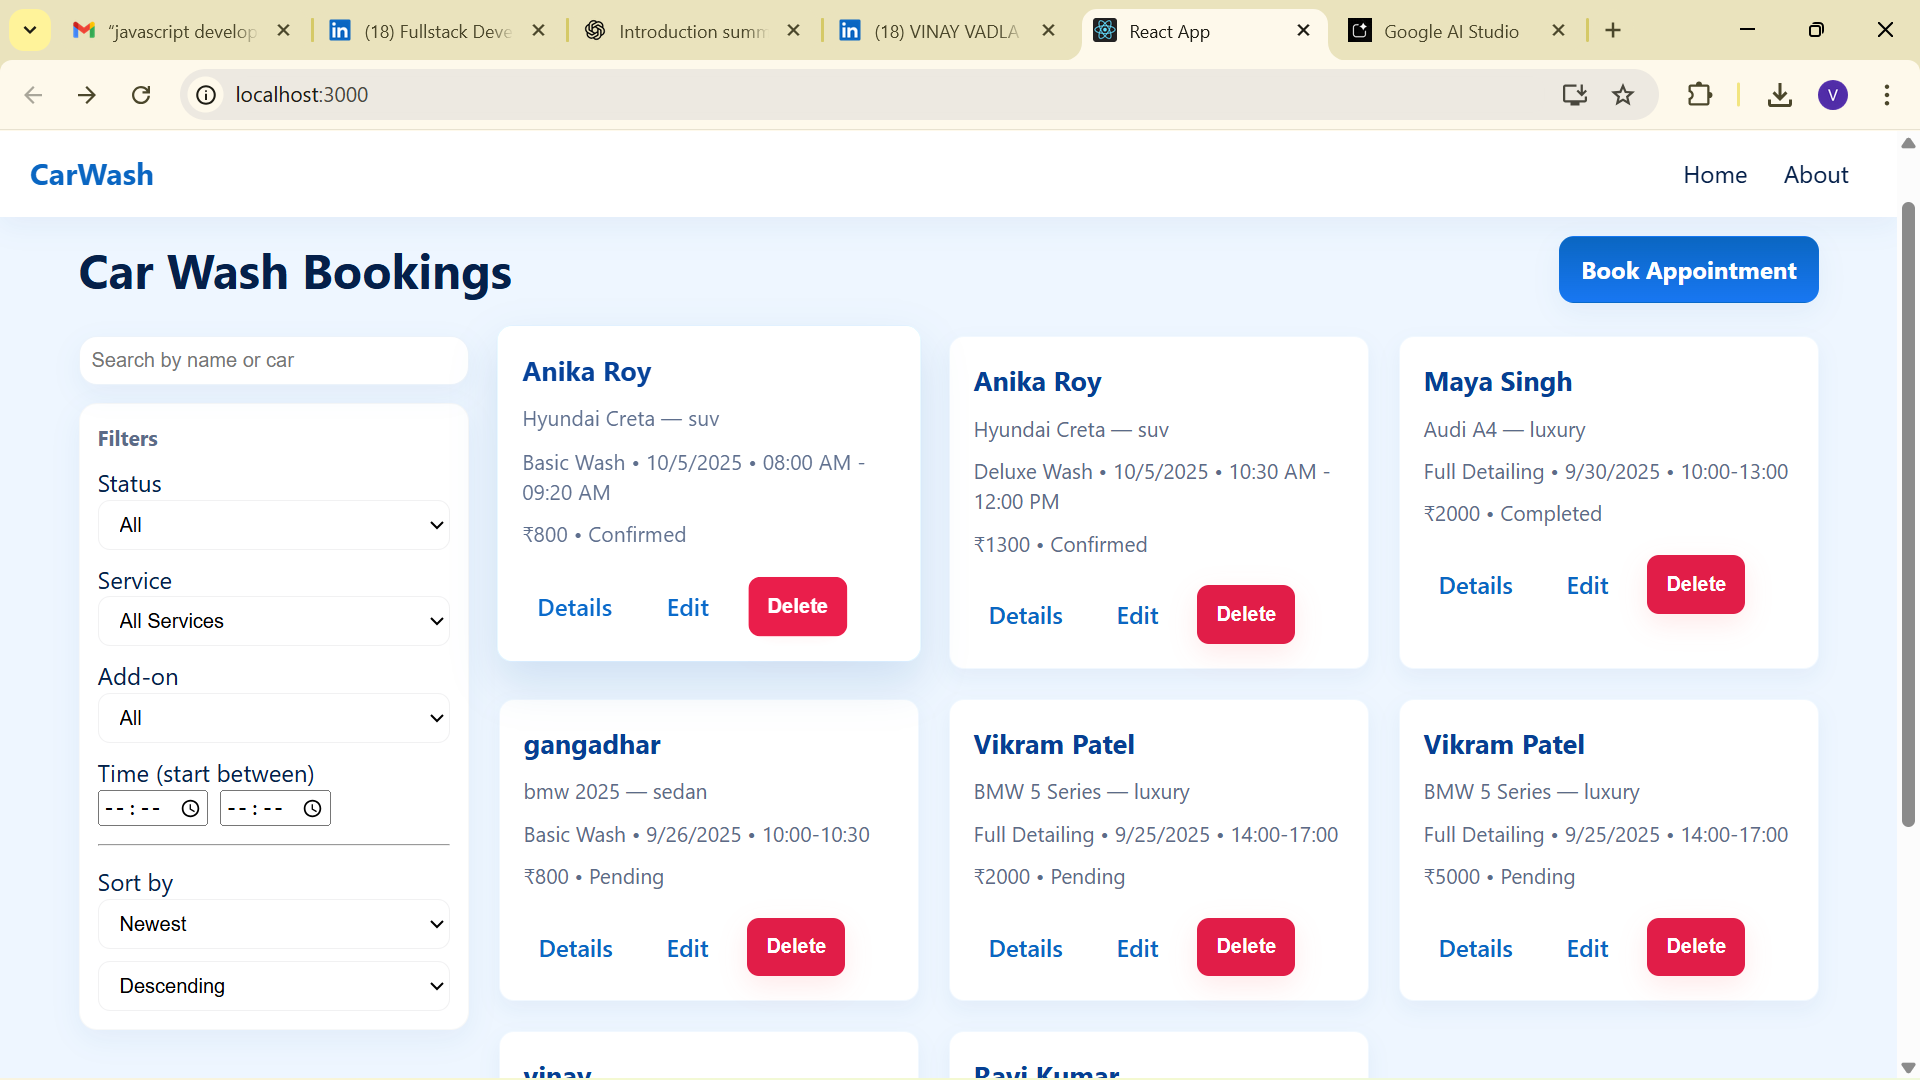 “javascript develop
(18) Fullstack Deve
Introduction summ
(18) VINAY VADLA
React App
Google AI Studio
localhost:3000
V
CarWash
Home
About
Car Wash Bookings
Book Appointment
Search by name or car
Filters
Status
All
Service
All Services
Add-on
All
Time (start between)
--:--
--:--
Sort by
Newest
Descending
Anika Roy
Hyundai Creta — suv
Basic Wash • 10/5/2025 • 08:00 AM -
09:20 AM
₹800 • Confirmed
Details
Edit
Delete
Anika Roy
Hyundai Creta — suv
Deluxe Wash • 10/5/2025 • 10:30 AM -
12:00 PM
₹1300 • Confirmed
Details
Edit
Delete
Maya Singh
Audi A4 — luxury
Full Detailing • 9/30/2025 • 10:00-13:00
₹2000 • Completed
Details
Edit
Delete
gangadhar
bmw 2025 — sedan
Basic Wash • 9/26/2025 • 10:00-10:30
₹800 • Pending
Details
Edit
Delete
Vikram Patel
BMW 5 Series — luxury
Full Detailing • 9/25/2025 • 14:00-17:00
₹2000 • Pending
Details
Edit
Delete
Vikram Patel
BMW 5 Series — luxury
Full Detailing • 9/25/2025 • 14:00-17:00
₹5000 • Pending
Details
Edit
Delete
vinay
Ravi Kumar